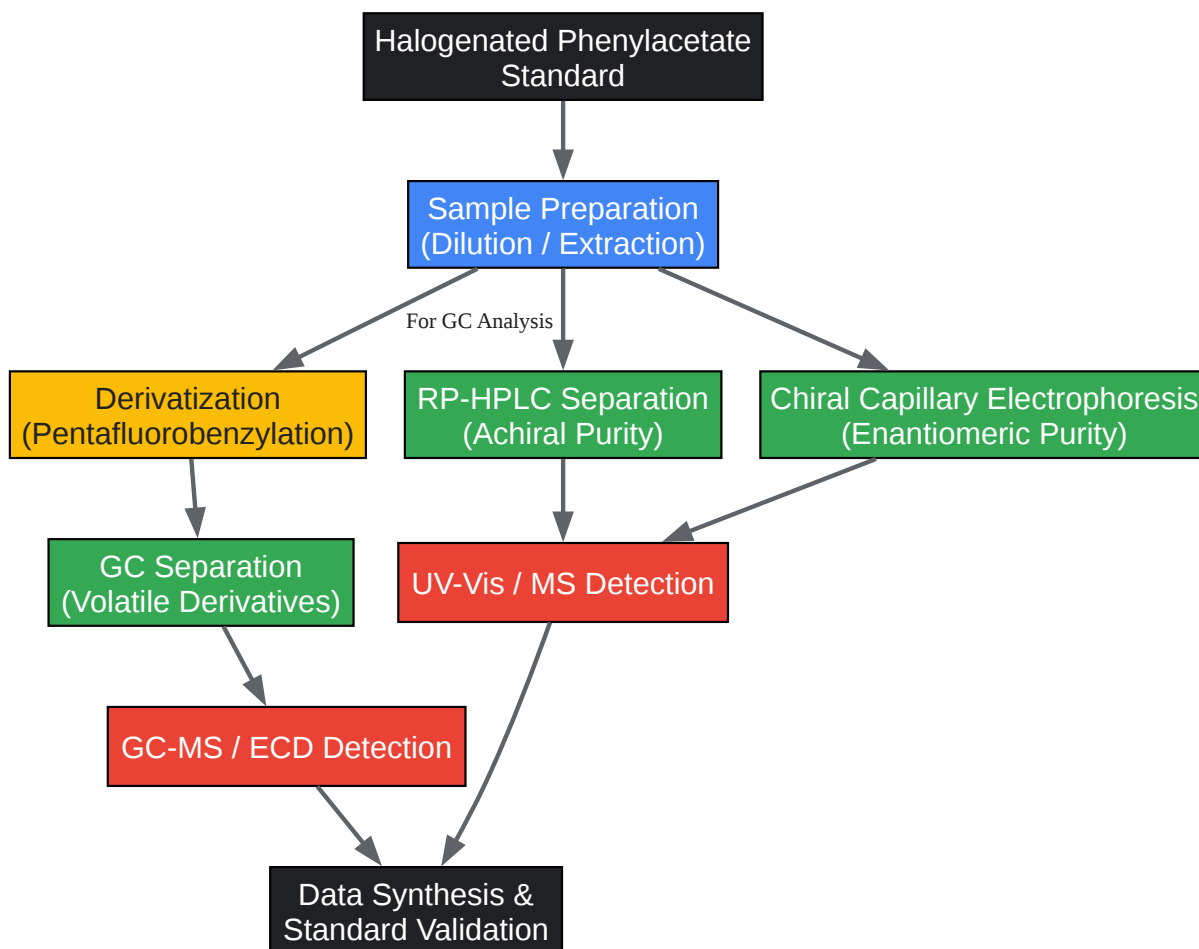 Halogenated Phenylacetate
Standard
Sample Preparation
(Dilution / Extraction)
For GC Analysis
Derivatization
(Pentafluorobenzylation)
RP-HPLC Separation
(Achiral Purity)
Chiral Capillary Electrophoresis
(Enantiomeric Purity)
GC Separation
(Volatile Derivatives)
UV-Vis / MS Detection
GC-MS / ECD Detection
Data Synthesis &
Standard Validation